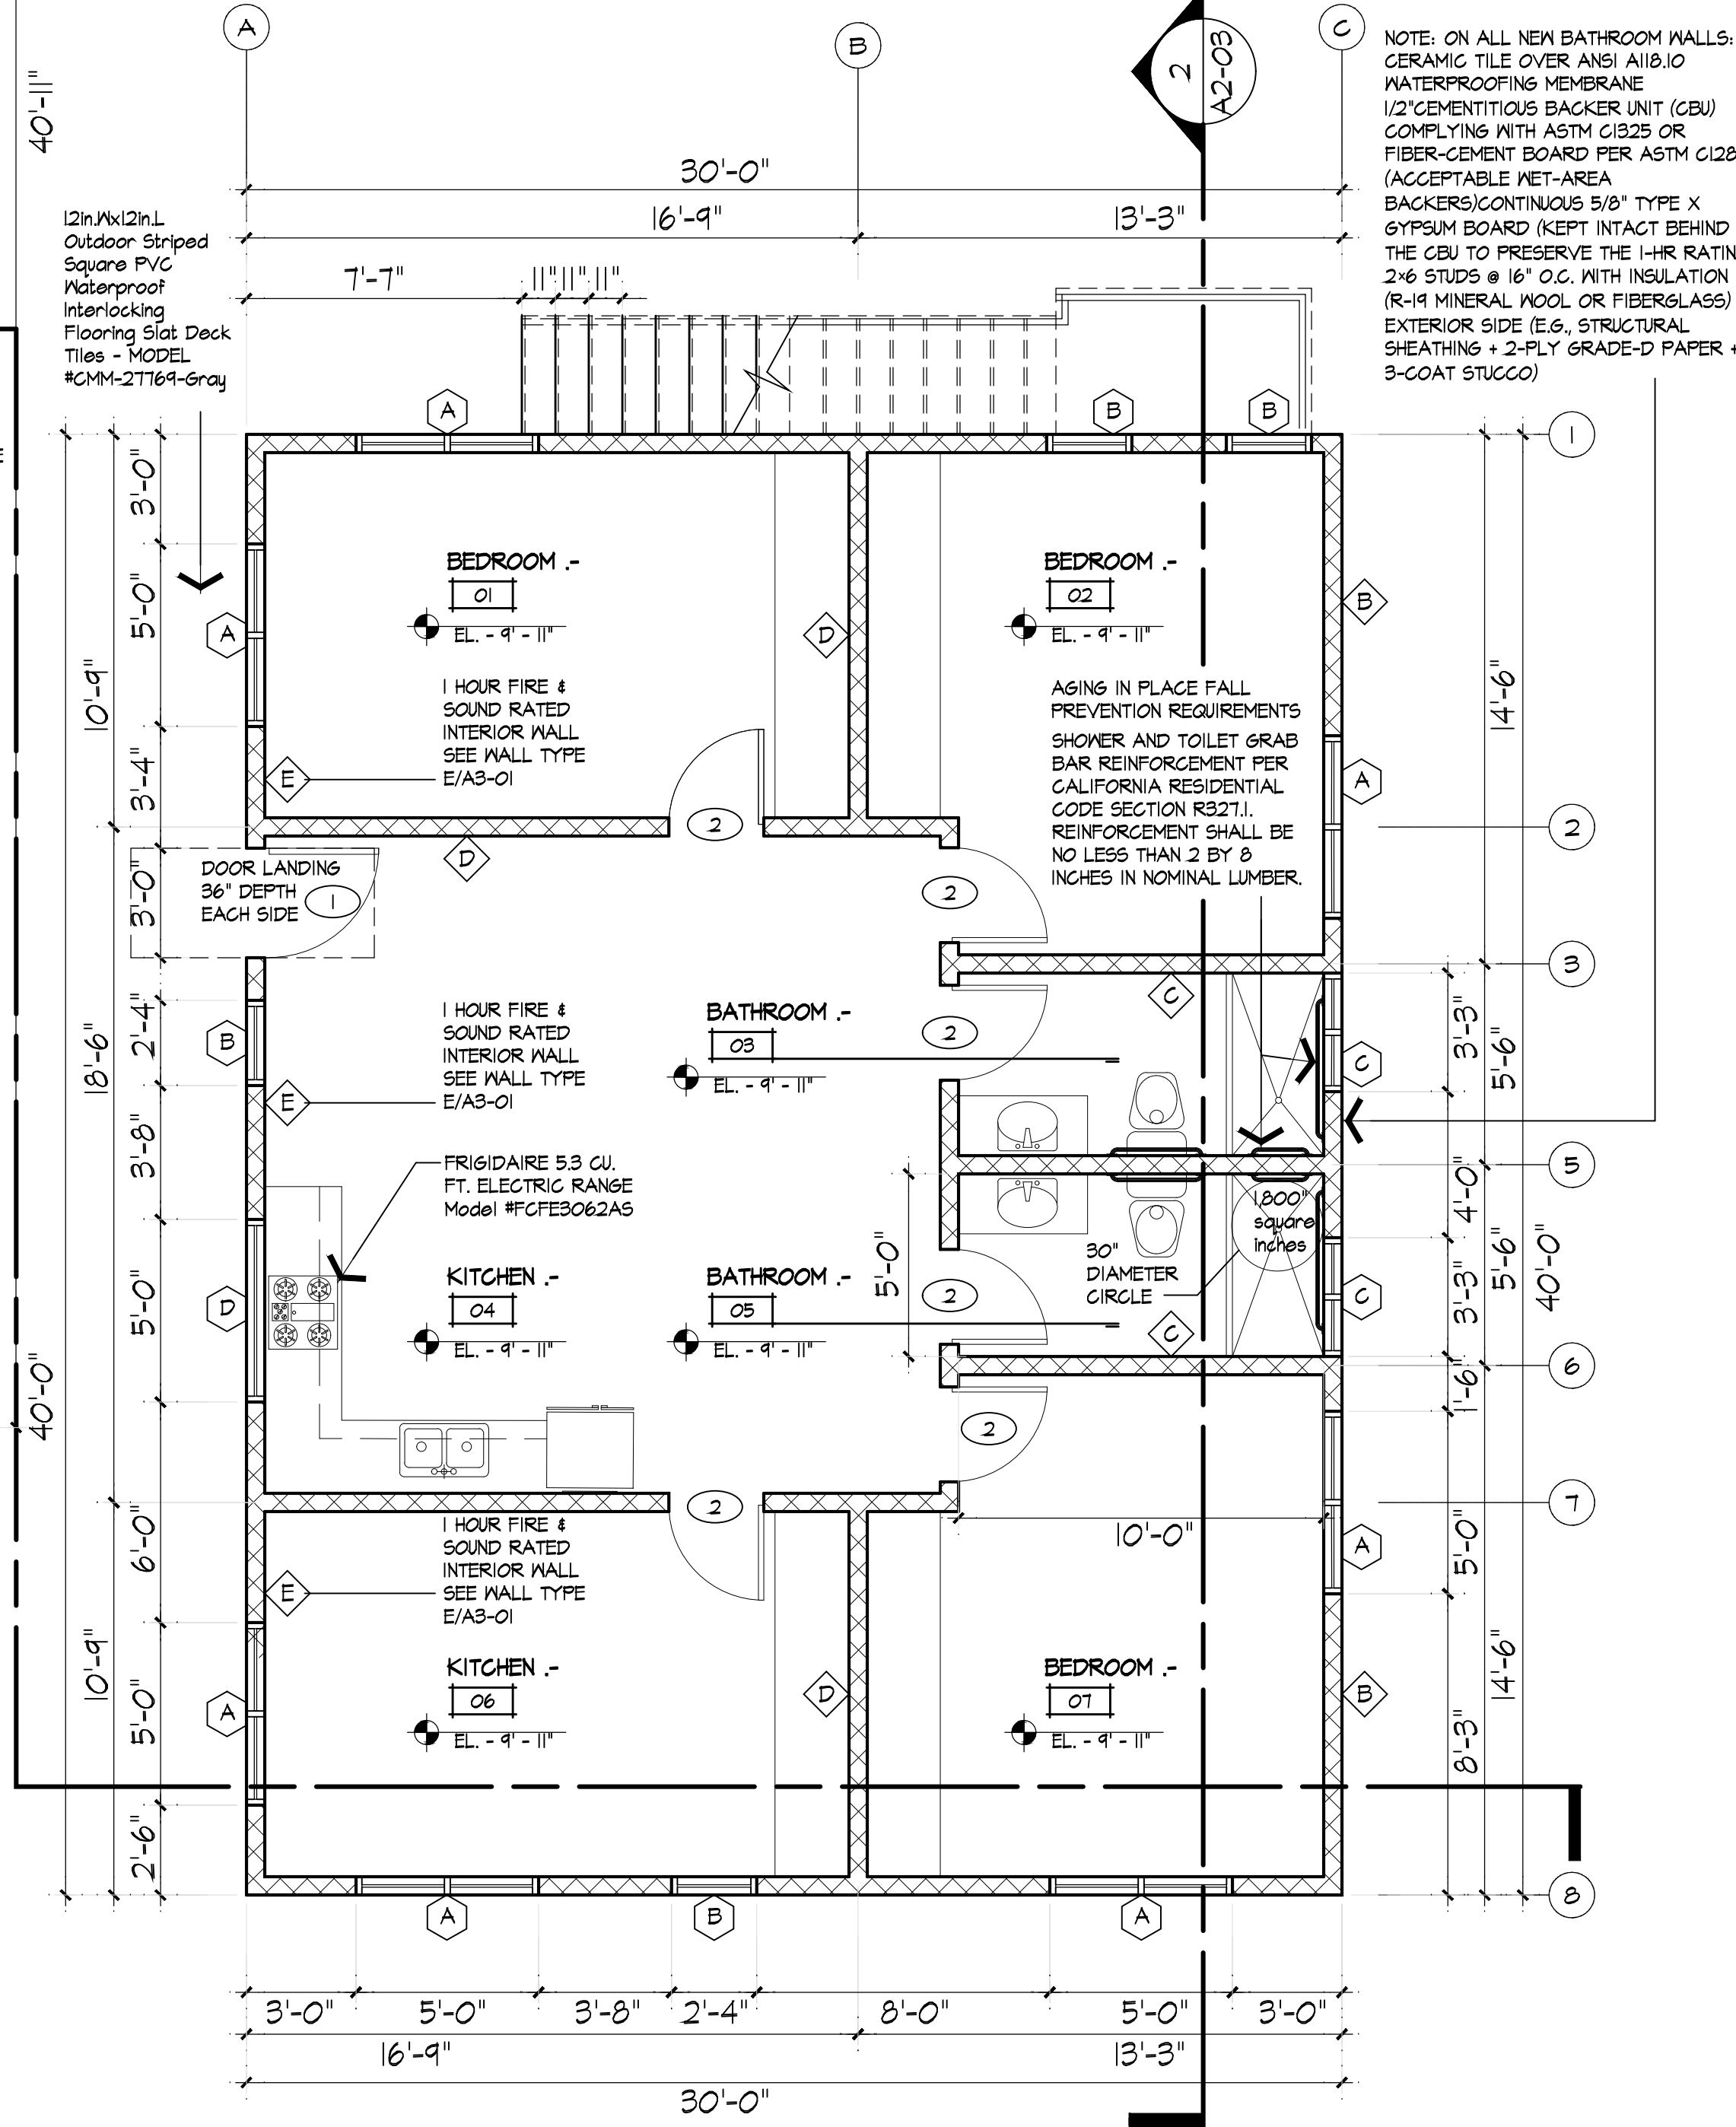 A
B
C
2
A2-03
NOTE: ON ALL NEW BATHROOM WALLS:
CERAMIC TILE OVER ANSI A118.10
WATERPROOFING MEMBRANE
1/2"CEMENTITIOUS BACKER UNIT (CBU)
COMPLYING WITH ASTM C1325 OR
FIBER-CEMENT BOARD PER ASTM C128
(ACCEPTABLE WET-AREA
BACKERS)CONTINUOUS 5/8" TYPE X
GYPSUM BOARD (KEPT INTACT BEHIND
THE CBU TO PRESERVE THE 1-HR RATIN
2×6 STUDS @ 16" O.C. WITH INSULATION
(R-19 MINERAL WOOL OR FIBERGLASS)
EXTERIOR SIDE (E.G., STRUCTURAL
SHEATHING + 2-PLY GRADE-D PAPER +
3-COAT STUCCO)
40'-11"
30'-0"
16'-9"
13'-3"
7'-7"
11"
11"
11"
12in.Wx12in.L
Outdoor Striped
Square PVC
Waterproof
Interlocking
Flooring Slat Deck
Tiles - MODEL
#CMM-27769-Gray
A
B
B
1
3'-0"
BEDROOM .-
01
EL. - 9' - 11"
BEDROOM .-
02
EL. - 9' - 11"
B
5'-0"
A
D
10'-9"
1 HOUR FIRE &
SOUND RATED
INTERIOR WALL
SEE WALL TYPE
E/A3-01
E
AGING IN PLACE FALL
PREVENTION REQUIREMENTS
SHOWER AND TOILET GRAB
BAR REINFORCEMENT PER
CALIFORNIA RESIDENTIAL
CODE SECTION R327.1.
REINFORCEMENT SHALL BE
NO LESS THAN 2 BY 8
INCHES IN NOMINAL LUMBER.
14'-6"
A
3'-4"
2
2
D
DOOR LANDING
36" DEPTH
EACH SIDE
1
3'-0"
2
3
C
2'-4"
B
1 HOUR FIRE &
SOUND RATED
INTERIOR WALL
SEE WALL TYPE
E/A3-01
E
BATHROOM .-
03
EL. - 9' - 11"
2
3'-3"
5'-6"
C
18'-6"
3'-8"
FRIGIDAIRE 5.3 CU.
FT. ELECTRIC RANGE
Model #FCFE3062AS
5
4'-0"
1,800"
square
inches
30"
DIAMETER
CIRCLE
5'-0"
5'-0"
D
KITCHEN .-
04
EL. - 9' - 11"
BATHROOM .-
05
EL. - 9' - 11"
2
C
C
3'-3"
5'-6"
40'-0"
6
1'-6"
40'-0"
2
2
7
10'-0"
A
5'-0"
6'-0"
1 HOUR FIRE &
SOUND RATED
INTERIOR WALL
SEE WALL TYPE
E/A3-01
E
10'-9"
5'-0"
A
KITCHEN .-
06
EL. - 9' - 11"
D
BEDROOM .-
07
EL. - 9' - 11"
B
14'-6"
8'-3"
2'-6"
8
A
B
A
3'-0"
5'-0"
3'-8"
2'-4"
8'-0"
5'-0"
3'-0"
16'-9"
13'-3"
30'-0"